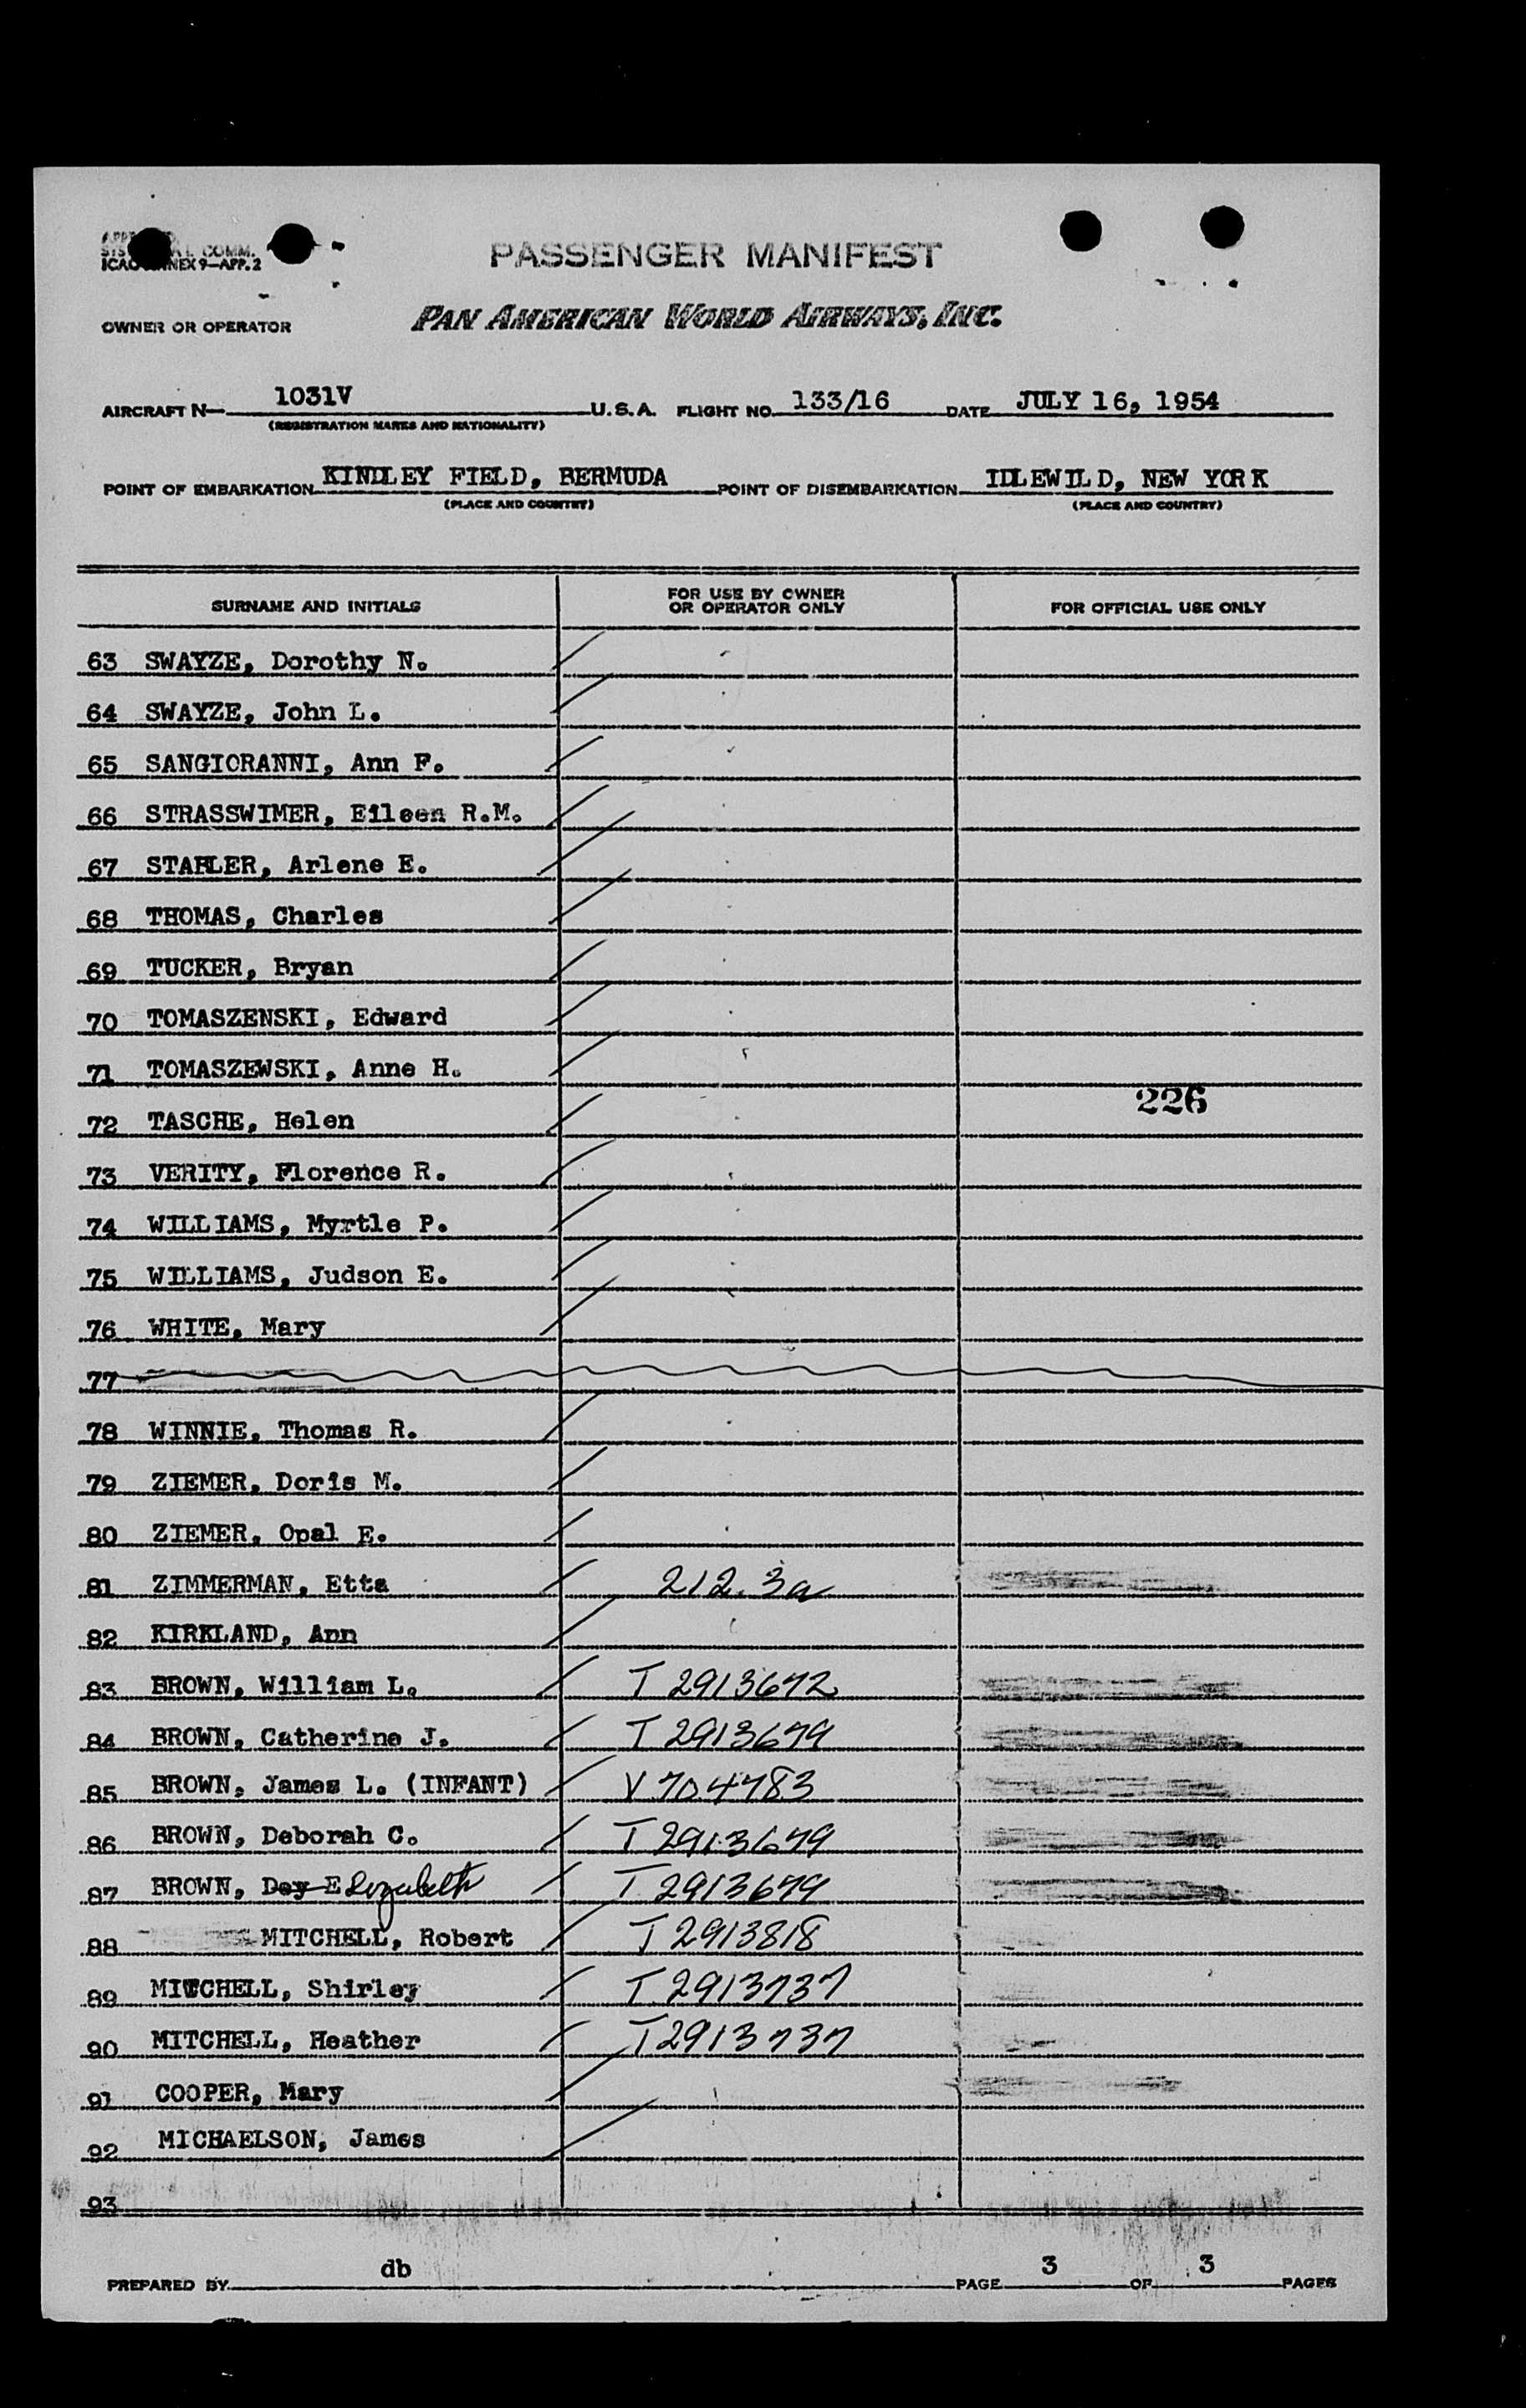 ICAO ANNEX 9—APP. 2
PASSENGER MANIFEST
OWNER OR OPERATOR PAN AMERICAN WORLD AIRWAYS, INC.
AIRCRAFT N— 1031V U.S.A. FLIGHT NO. 133/16 DATE JULY 16, 1954
(REGISTRATION MARKS AND NATIONALITY)
POINT OF EMBARKATION KINDLEY FIELD, BERMUDA POINT OF DISEMBARKATION IDLEWILD, NEW YORK
(PLACE AND COUNTRY) (PLACE AND COUNTRY)
SURNAME AND INITIALS FOR USE BY OWNER OR OPERATOR ONLY FOR OFFICIAL USE ONLY
63 SWAYZE, Dorothy N.
64 SWAYZE, John L.
65 SANGIORANNI, Ann F.
66 STRASSWIMER, Eileen R.M.
67 STAHLER, Arlene E.
68 THOMAS, Charles
69 TUCKER, Bryan
70 TOMASZENSKI, Edward
71 TOMASZEWSKI, Anne H.
226
72 TASCHE, Helen
73 VERITY, Florence R.
74 WILLIAMS, Myrtle P.
75 WILLIAMS, Judson E.
76 WHITE, Mary
77
78 WINNIE, Thomas R.
79 ZIEMER, Doris M.
80 ZIEMER, Opal E.
81 ZIMMERMAN, Etta 212.3a
82 KIRKLAND, Ann
83 BROWN, William L. T 2913672
84 BROWN, Catherine J. T 2913679
85 BROWN, James L. (INFANT) V 704783
86 BROWN, Deborah C. T 2913679
87 BROWN, Dey E Elizabeth T 2913679
88 MITCHELL, Robert T 2913818
89 MITCHELL, Shirley T 2913737
90 MITCHELL, Heather T 2913737
91 COOPER, Mary
92 MICHAELSON, James
93
PREPARED BY db PAGE 3 OF 3 PAGES